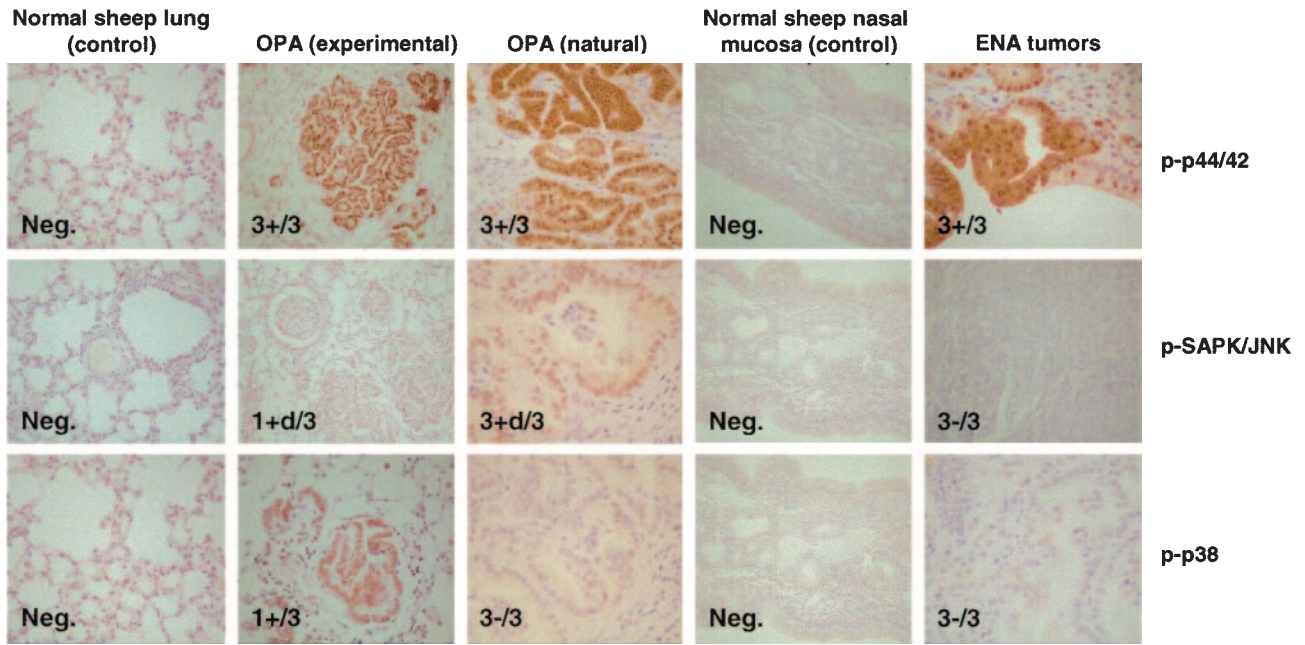 Normal sheep lung
(control)
OPA (experimental)
OPA (natural)
Normal sheep nasal
mucosa (control)
ENA tumors
Neg.
3+/3
3+/3
Neg.
3+/3
p-p44/42
Neg.
1+d/3
3+d/3
Neg.
3-/3
p-SAPK/JNK
Neg.
1+/3
3-/3
Neg.
3-/3
p-p38